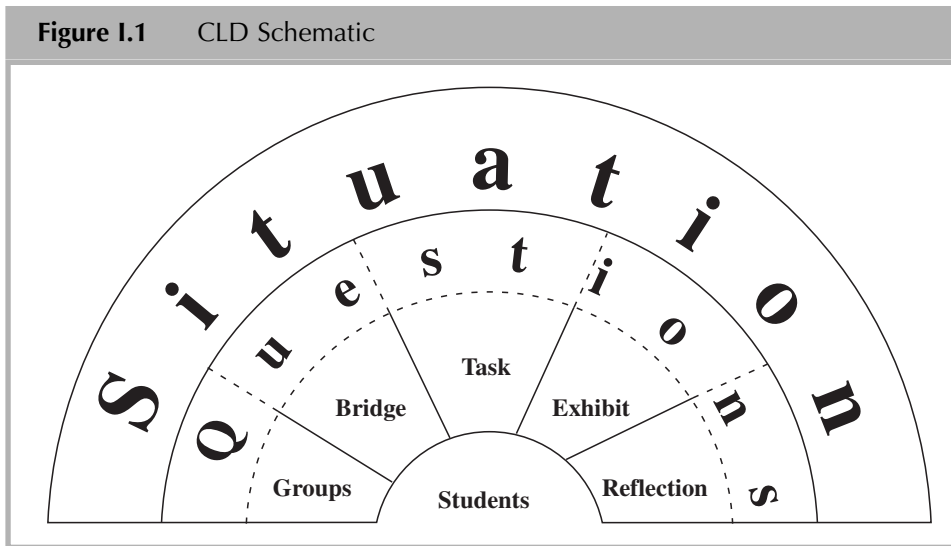 Figure I.1 CLD Schematic
Situation
Questions
Task
Bridge
Exhibit
Groups
Students
Reflection